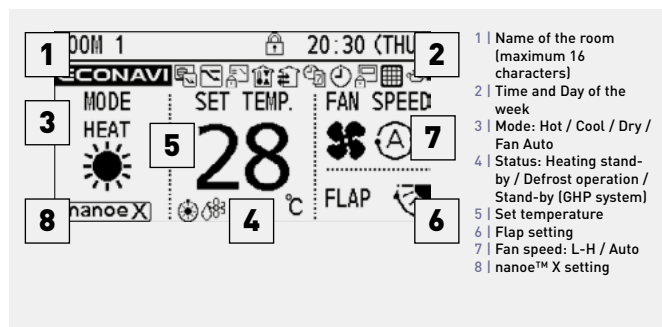 1
OOM 1
20:30 (THU
2
ECONAVI
MODE
SET TEMP.
FAN SPEED
3
HEAT
5
28
A
7
8
nanoe X
4
°C
FLAP
6
1 | Name of the room
(maximum 16
characters)
2 | Time and Day of the
week
3 | Mode: Hot / Cool / Dry /
Fan Auto
4 | Status: Heating stand-
by / Defrost operation /
Stand-by (GHP system)
5 | Set temperature
6 | Flap setting
7 | Fan speed: L-H / Auto
8 | nanoe™ X setting